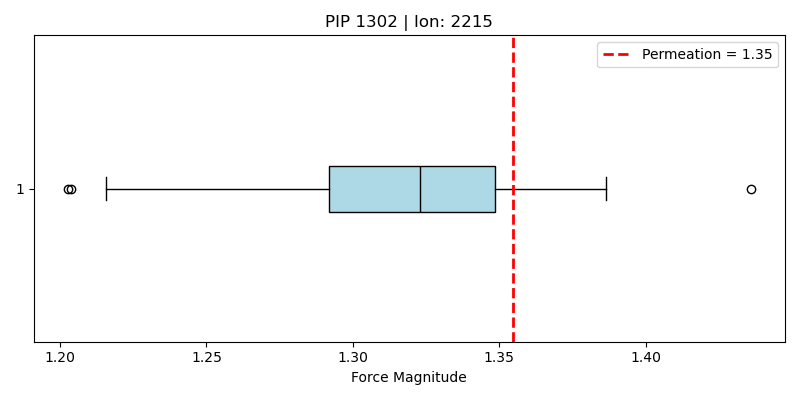 PIP 1302 | Ion: 2215
Permeation = 1.35
1
1.20 1.25 1.30 1.35 1.40
Force Magnitude